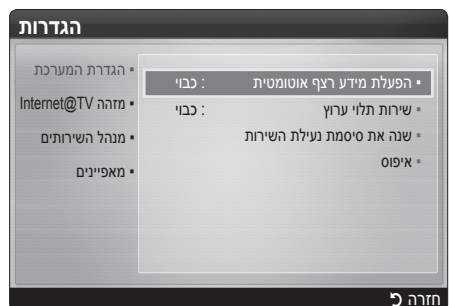 הגדרות
▪ הגדרת המערכת
▪ מזהה Internet@TV
▪ מנהל השירותים
▪ מאפיינים
▪ הפעלת מידע רצף אוטומטית : כבוי
▪ שירות תלוי ערוץ : כבוי
▪ שנה את סיסמת נעילת השירות
▪ איפוס
חזרה